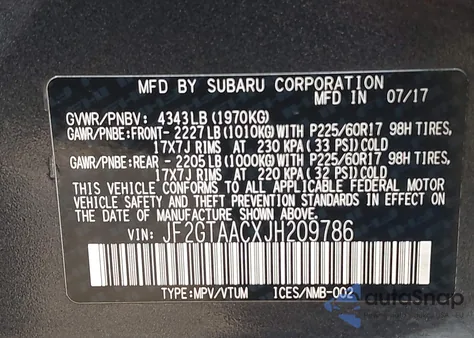 MFD BY SUBARU CORPORATION
MFD IN 07/17
GVWR/PNBV: 4343LB(1970KG)
GAWR/PNBE:FRONT-2227LB(1010KG)WITH P225/60R17 98H TIRES,
17X7J RIMS AT 230 KPA(33 PSI)COLD
GAWR/PNBE:REAR -2205LB(1000KG)WITH P225/60R17 98H TIRES,
17X7J RIMS AT 220 KPA(32 PSI)COLD
THIS VEHICLE CONFORMS TO ALL APPLICABLE FEDERAL MOTOR
VEHICLE SAFETY AND BUMPER STANDARDS IN EFFECT ON THE
DATE OF MANUFACTURE SHOWN ABOVE.
VIN: JF2GTAACXJH209786
TYPE:MPV/VTUM ICES/NMB-002
autoSnap